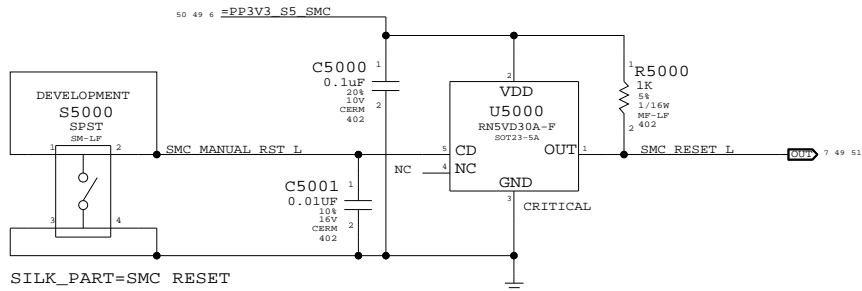 50 49 6 =PP3V3_S5_SMC
DEVELOPMENT
S5000
SPST
SM-LF
1 2
3 4
SILK_PART=SMC RESET
SMC_MANUAL_RST_L
C5000 1
0.1uF
20%
10V 2
CERM
402
C5001 1
0.01UF
10%
16V 2
CERM
402
NC
2
VDD
U5000
RN5VD30A-F
SOT23-5A
5 CD OUT 1
4 NC
GND
3
CRITICAL
1 R5000
1K
5%
1/16W
MF-LF
2 402
SMC_RESET_L
OUT 7 49 51